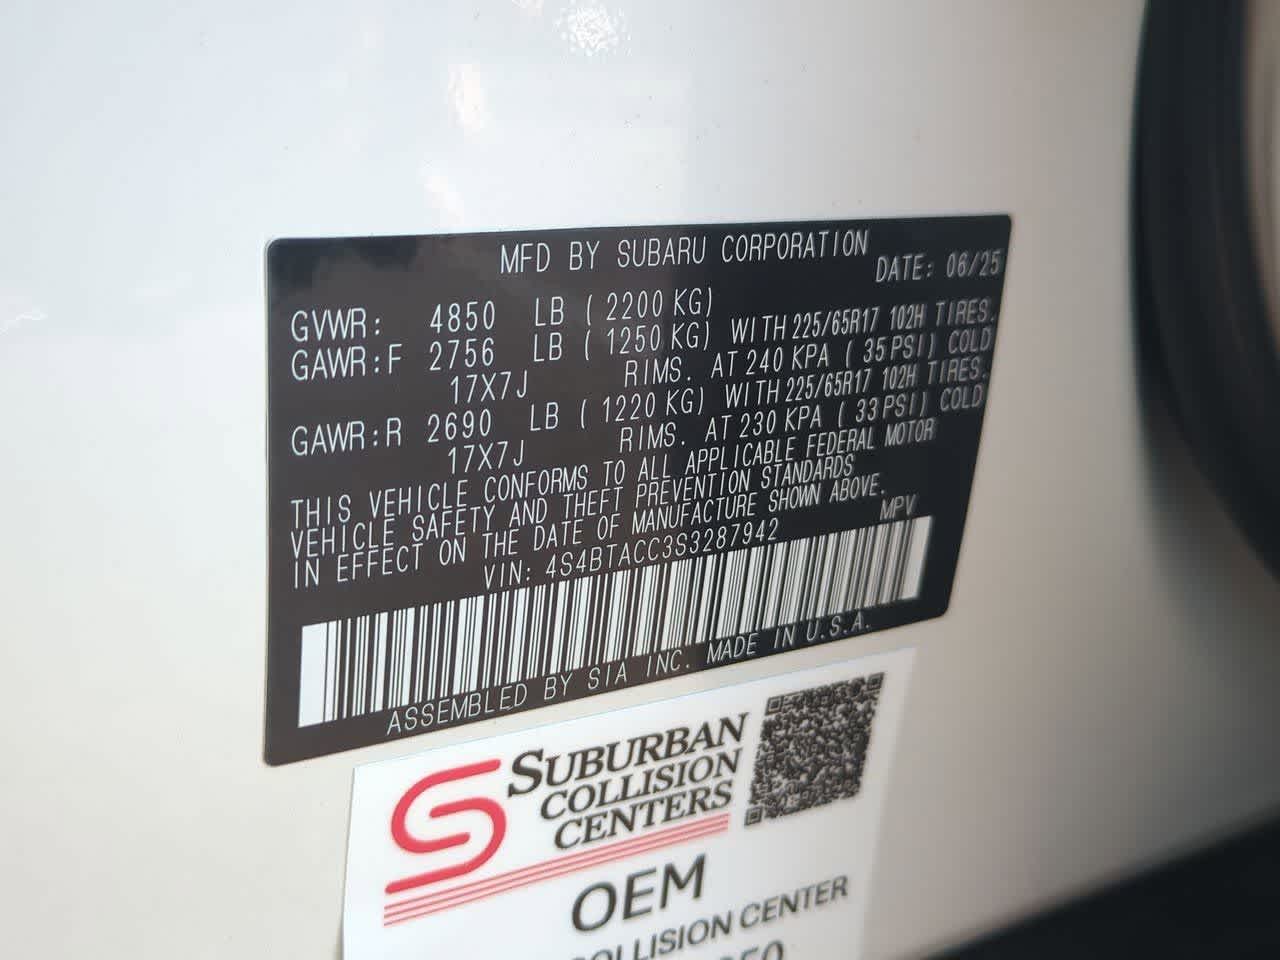 MFD BY SUBARU CORPORATION
DATE: 06/25
GVWR: 4850 LB ( 2200 KG)
GAWR:F 2756 LB ( 1250 KG) WITH 225/65R17 102H TIRES.
17X7J RIMS. AT 240 KPA ( 35 PSI) COLD
GAWR:R 2690 LB ( 1220 KG) WITH 225/65R17 102H TIRES.
17X7J RIMS. AT 230 KPA ( 33 PSI) COLD
THIS VEHICLE CONFORMS TO ALL APPLICABLE FEDERAL MOTOR
VEHICLE SAFETY AND THEFT PREVENTION STANDARDS
IN EFFECT ON THE DATE OF MANUFACTURE SHOWN ABOVE.
VIN: 4S4BTACC3S3287942 MPV
ASSEMBLED BY SIA INC. MADE IN U.S.A.
SUBURBAN
COLLISION
CENTERS
OEM
COLLISION CENTER